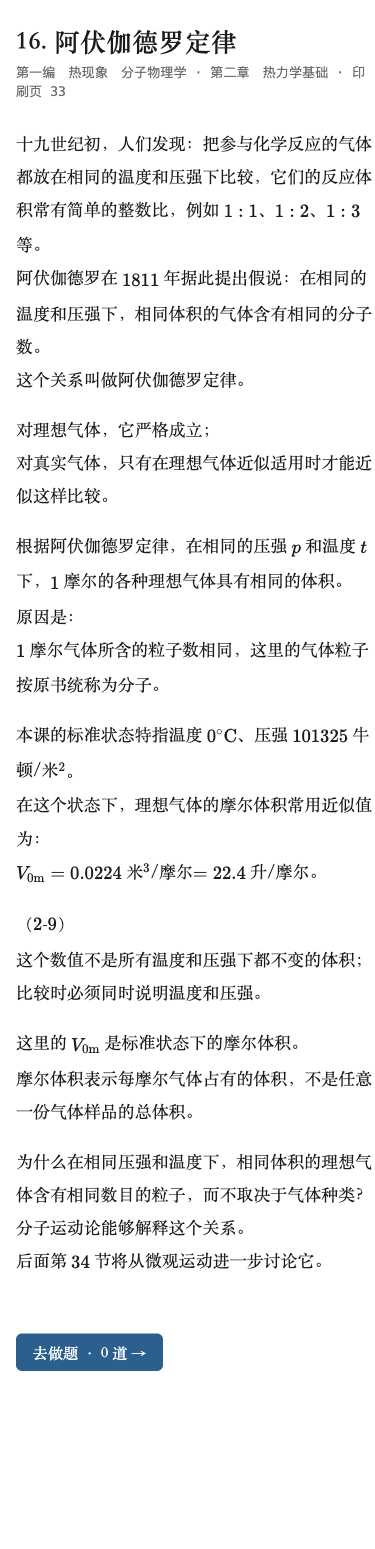 16. 阿伏伽德罗定律
第一编　热现象　分子物理学 · 第二章　热力学基础 · 印
刷页 33
十九世纪初，人们发现：把参与化学反应的气体
都放在相同的温度和压强下比较，它们的反应体
积常有简单的整数比，例如 1 : 1、1 : 2、1 : 3
等。
阿伏伽德罗在 1811 年据此提出假说：在相同的
温度和压强下，相同体积的气体含有相同的分子
数。
这个关系叫做阿伏伽德罗定律。
对理想气体，它严格成立；
对真实气体，只有在理想气体近似适用时才能近
似这样比较。
根据阿伏伽德罗定律，在相同的压强 p 和温度 t
下，1 摩尔的各种理想气体具有相同的体积。
原因是：
1 摩尔气体所含的粒子数相同，这里的气体粒子
按原书统称为分子。
本课的标准状态特指温度 0°C、压强 101325 牛
顿/米²。
在这个状态下，理想气体的摩尔体积常用近似值
为：
V₀ₘ = 0.0224 米³/摩尔= 22.4 升/摩尔。
（2-9）
这个数值不是所有温度和压强下都不变的体积；
比较时必须同时说明温度和压强。
这里的 V₀ₘ 是标准状态下的摩尔体积。
摩尔体积表示每摩尔气体占有的体积，不是任意
一份气体样品的总体积。
为什么在相同压强和温度下，相同体积的理想气
体含有相同数目的粒子，而不取决于气体种类？
分子运动论能够解释这个关系。
后面第 34 节将从微观运动进一步讨论它。
去做题 · 0 道 →